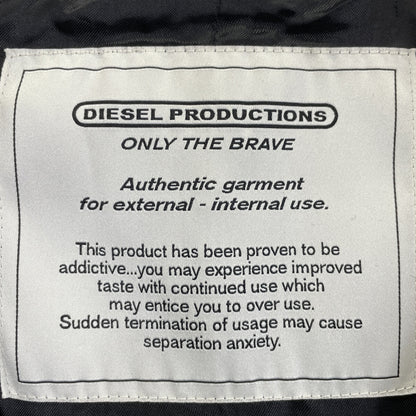 DIESEL PRODUCTIONS
ONLY THE BRAVE
Authentic garment
for external - internal use.
This product has been proven to be
addictive...you may experience improved
taste with continued use which
may entice you to over use.
Sudden termination of usage may cause
separation anxiety.